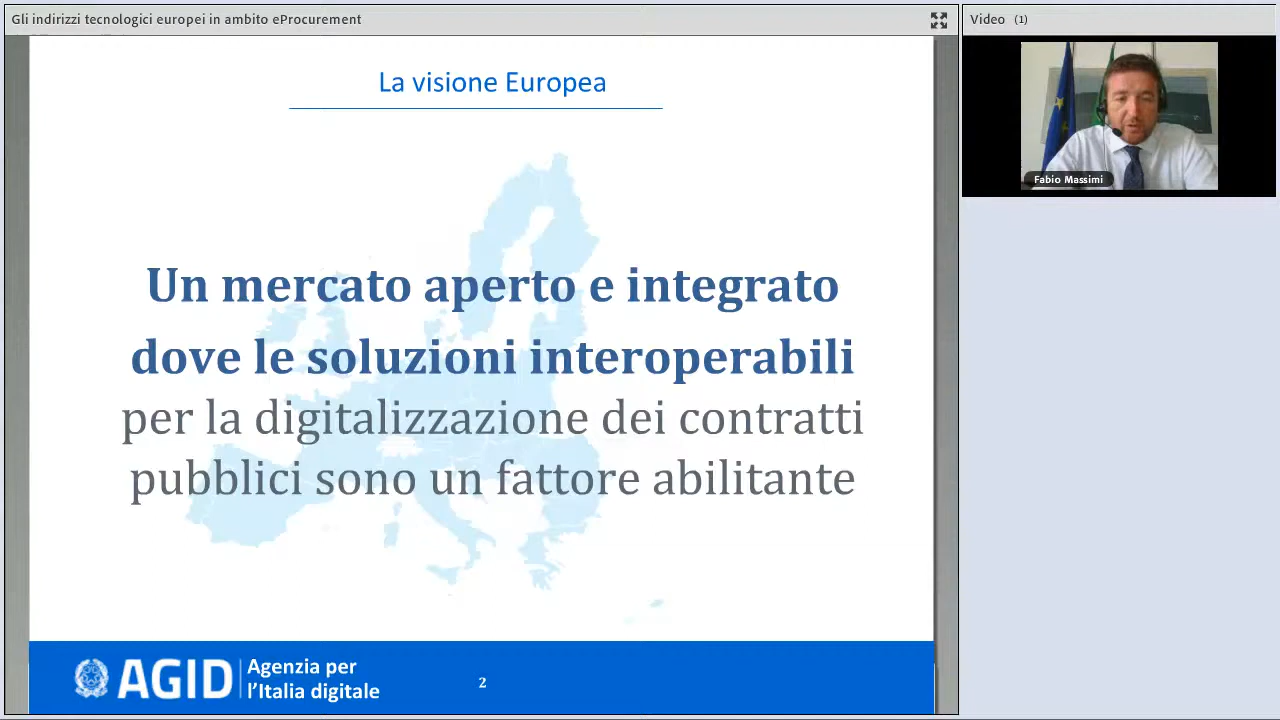 Gli indirizzi tecnologici europei in ambito eProcurement
Video (1)
Fabio Massimi
La visione Europea
Un mercato aperto e integrato
dove le soluzioni interoperabili
per la digitalizzazione dei contratti
pubblici sono un fattore abilitante
AGID
Agenzia per
l'Italia digitale
2